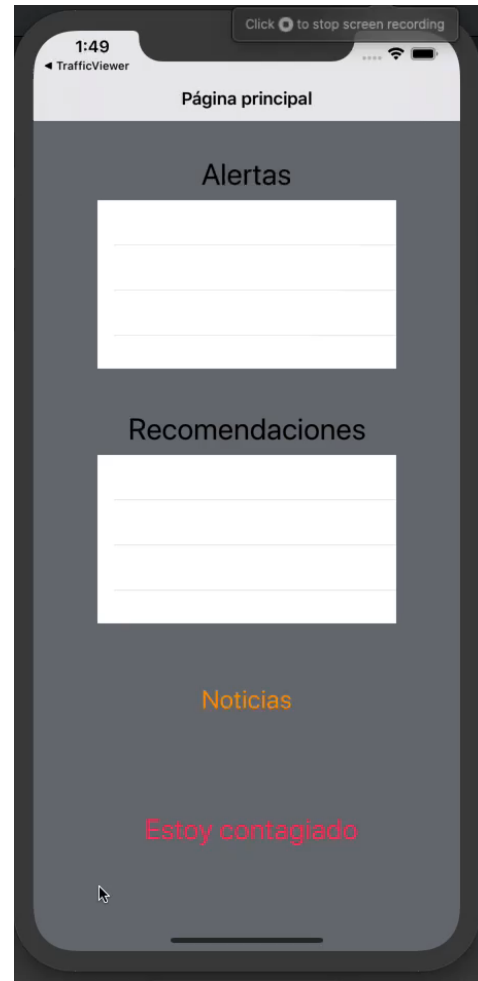 Click to stop screen recording
1:49
◀ TrafficViewer
Página principal
Alertas
Recomendaciones
Noticias
Estoy contagiado